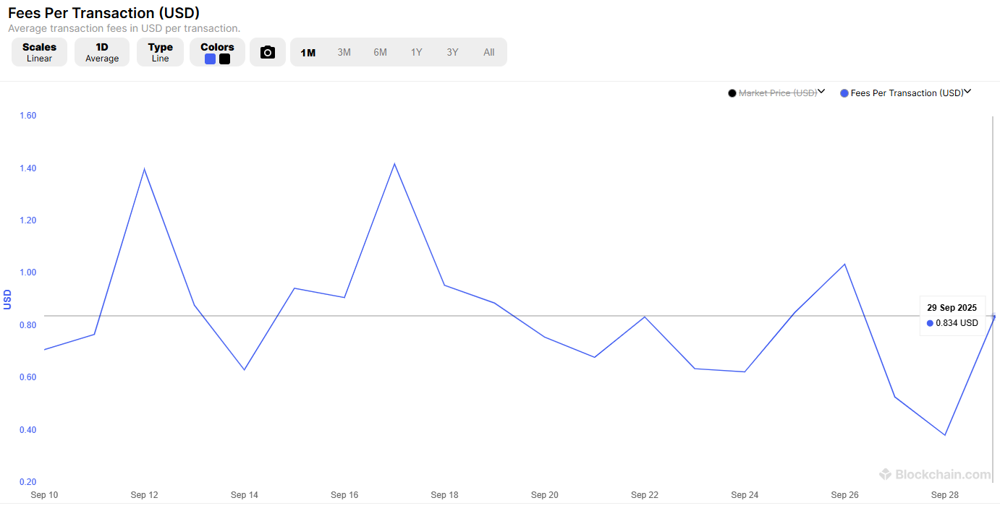 Fees Per Transaction (USD)
Average transaction fees in USD per transaction.
Scales
Linear
1D
Average
Type
Line
Colors
1M 3M 6M 1Y 3Y All
Market Price (USD) Fees Per Transaction (USD)
1.60
1.40
1.20
1.00
0.80
0.60
0.40
0.20
USD
29 Sep 2025
0.834 USD
Blockchain.com
Sep 10 Sep 12 Sep 14 Sep 16 Sep 18 Sep 20 Sep 22 Sep 24 Sep 26 Sep 28